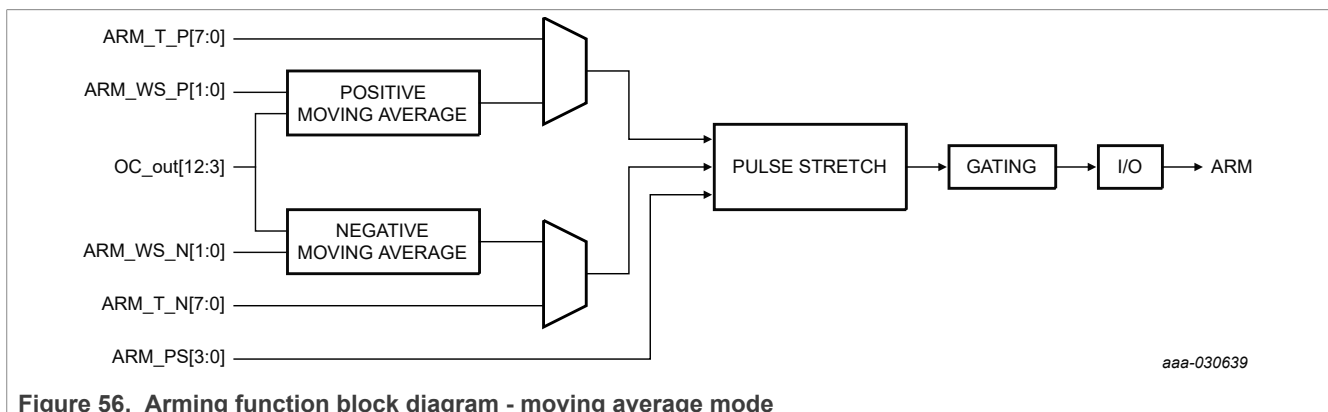 ARM_T_P[7:0]
ARM_WS_P[1:0]
POSITIVE
MOVING AVERAGE
OC_out[12:3]
PULSE STRETCH
GATING
I/O
ARM
NEGATIVE
MOVING AVERAGE
ARM_WS_N[1:0]
ARM_T_N[7:0]
ARM_PS[3:0]
aaa-030639
Figure 56. Arming function block diagram - moving average mode